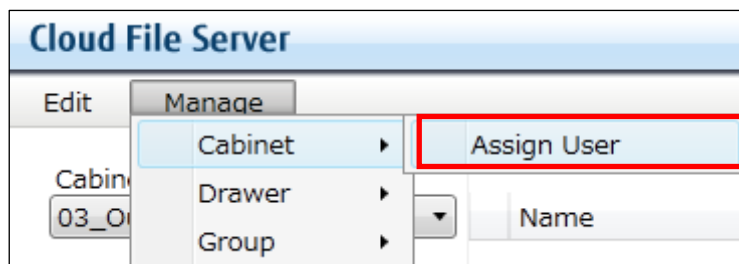 Cloud File Server
Edit Manage
Cabinet Assign User
Drawer
Name
Group